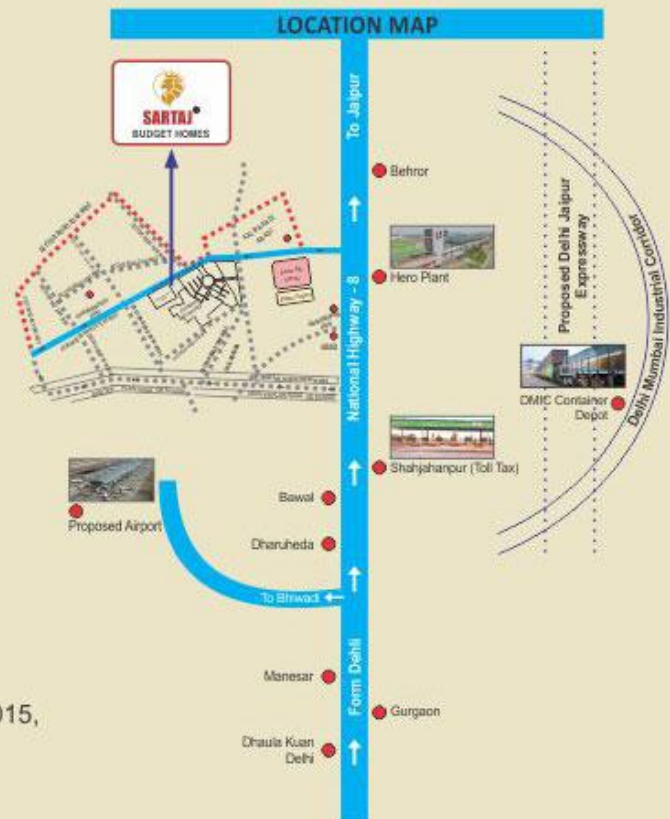 LOCATION MAP
SARTAJ
BUDGET HOMES
To Jaipur
Behror
Hero Plant
National Highway - 8
Proposed Delhi Jaipur
Expressway
Delhi Mumbai Industrial Corridor
DMIC Container
Depot
Shahjahanpur (Toll Tax)
Bawal
Proposed Airport
Dharuheda
To Bhiwadi
Manesar
Form Dehli
015,
Gurgaon
Dhaula Kuan
Delhi